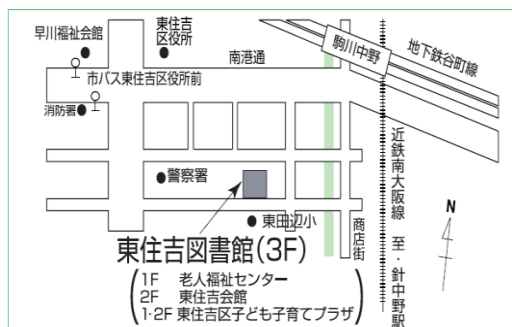 早川福祉会館
東住吉
区役所
南港通
駒川中野
地下鉄谷町線
市バス東住吉区役所前
消防署
警察署
近鉄南大阪線 至・針中野駅
N
東田辺小
商店街
東住吉図書館(3F)
1F 老人福祉センター
2F 東住吉会館
1・2F 東住吉区子ども子育てプラザ